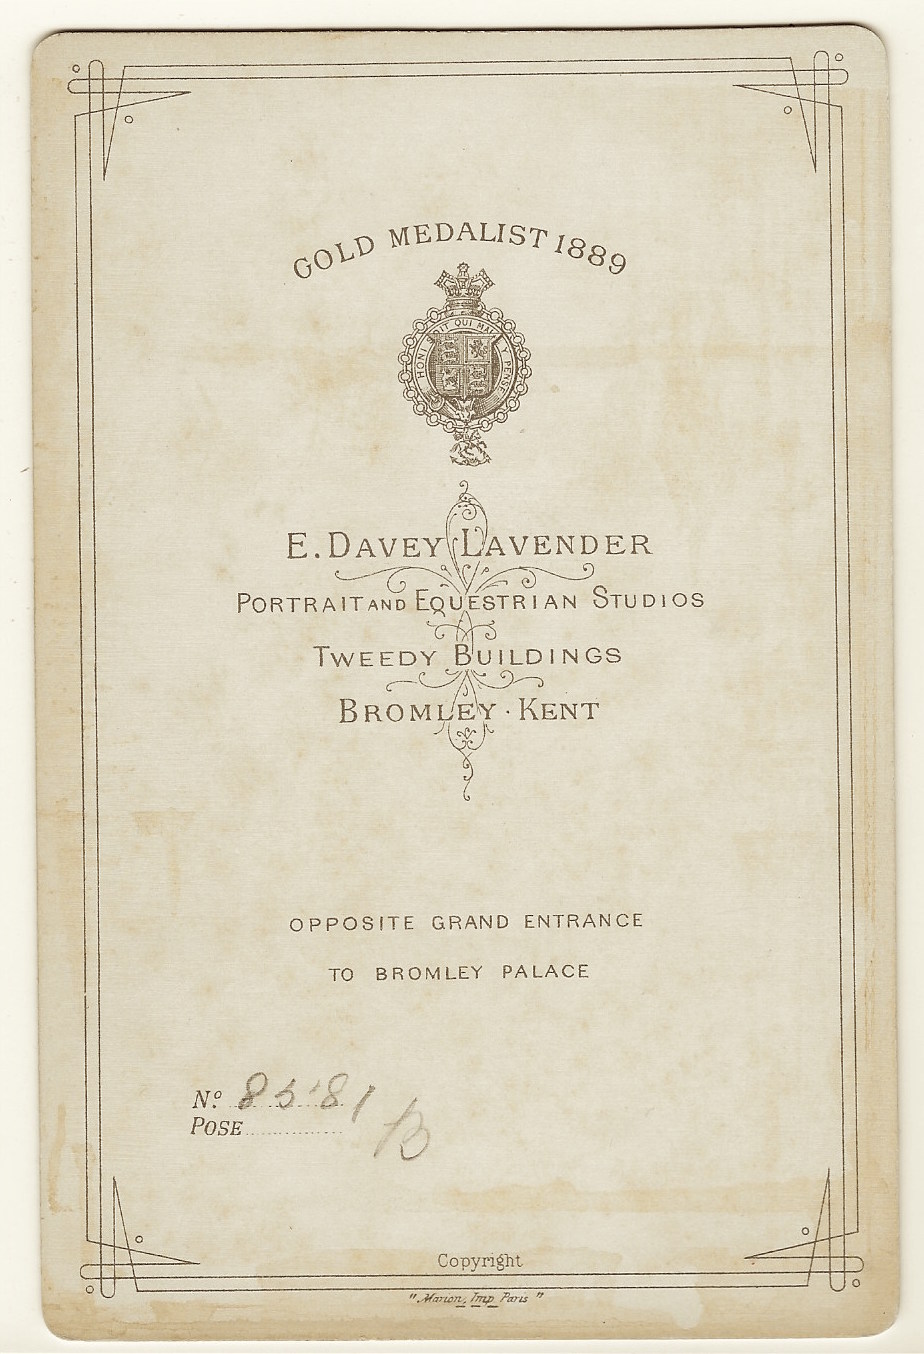 GOLD MEDALIST 1889
HONI SOIT QUI MAL Y PENSE
E. DAVEY LAVENDER
PORTRAIT AND EQUESTRIAN STUDIOS
TWEEDY BUILDINGS
BROMLEY · KENT
OPPOSITE GRAND ENTRANCE
TO BROMLEY PALACE
No. 8581
POSE B
Copyright
"Marion, Imp. Paris"